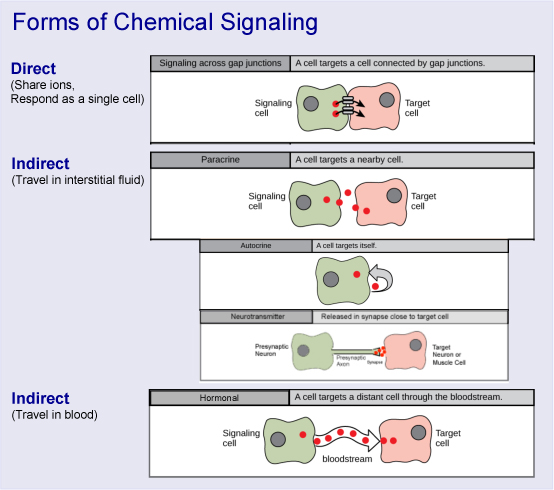 Forms of Chemical Signaling
Direct
(Share ions,
Respond as a single cell)
Signaling across gap junctions
A cell targets a cell connected by gap junctions.
Signaling
cell
Target
cell
Indirect
(Travel in interstitial fluid)
Paracrine
A cell targets a nearby cell.
Signaling
cell
Target
cell
Autocrine
A cell targets itself.
Neurotransmitter
Released in synapse close to target cell
Presynaptic
Neuron
Presynaptic
Axon
Synapse
Target
Neuron or
Muscle Cell
Indirect
(Travel in blood)
Hormonal
A cell targets a distant cell through the bloodstream.
Signaling
cell
bloodstream
Target
cell